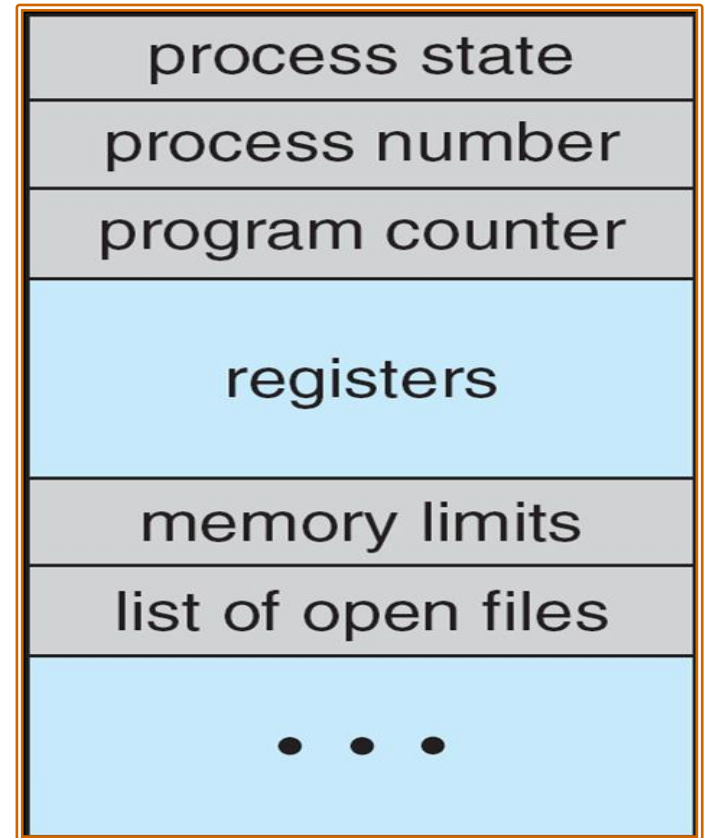 process state
process number
program counter
registers
memory limits
list of open files
• • •